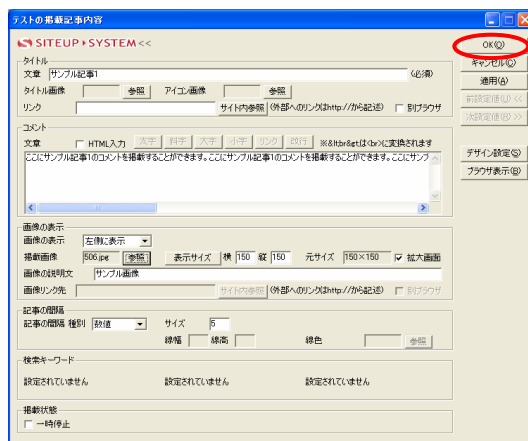 テストの掲載記事内容
SITEUP SYSTEM<<
OK(O)
キャンセル(C)
適用(A)
前設定値(U) <<
次設定値(R) >>
デザイン設定(S)
ブラウザ表示(B)
タイトル
文章 サンプル記事1 (必須)
タイトル画像 参照 アイコン画像 参照
リンク サイト内参照 (外部へのリンクはhttp://から記述) 別ブラウザ
コメント
文章 HTML入力 太字 斜字 大字 小字 リンク 改行 ※&ltbr&gtは<br>に変換されます
ここにサンプル記事1のコメントを掲載することができます。ここにサンプル記事1のコメントを掲載することができます。ここにサンプ
画像の表示
画像の表示 左側に表示
掲載画像 506.jpg 参照 表示サイズ 横 150 縦 150 元サイズ 150×150 拡大画面
画像の説明文 サンプル画像
画像リンク先 サイト内参照 (外部へのリンクはhttp://から記述) 別ブラウザ
記事の間隔
記事の間隔 種別 数値 サイズ 5
線幅 線高 線色 参照
検索キーワード
設定されていません 設定されていません 設定されていません
掲載状態
一時停止